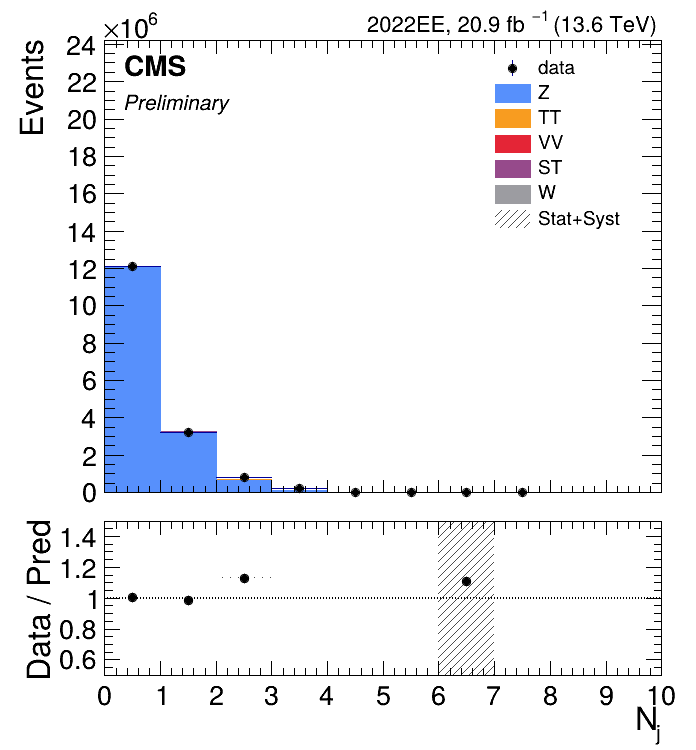 ×10⁶
2022EE, 20.9 fb ⁻¹ (13.6 TeV)
Events
24
22
20
18
16
14
12
10
8
6
4
2
0
CMS
Preliminary
data
Z
TT
VV
ST
W
Stat+Syst
Data / Pred
1.4
1.2
1
0.8
0.6
0 1 2 3 4 5 6 7 8 9 10
N_j